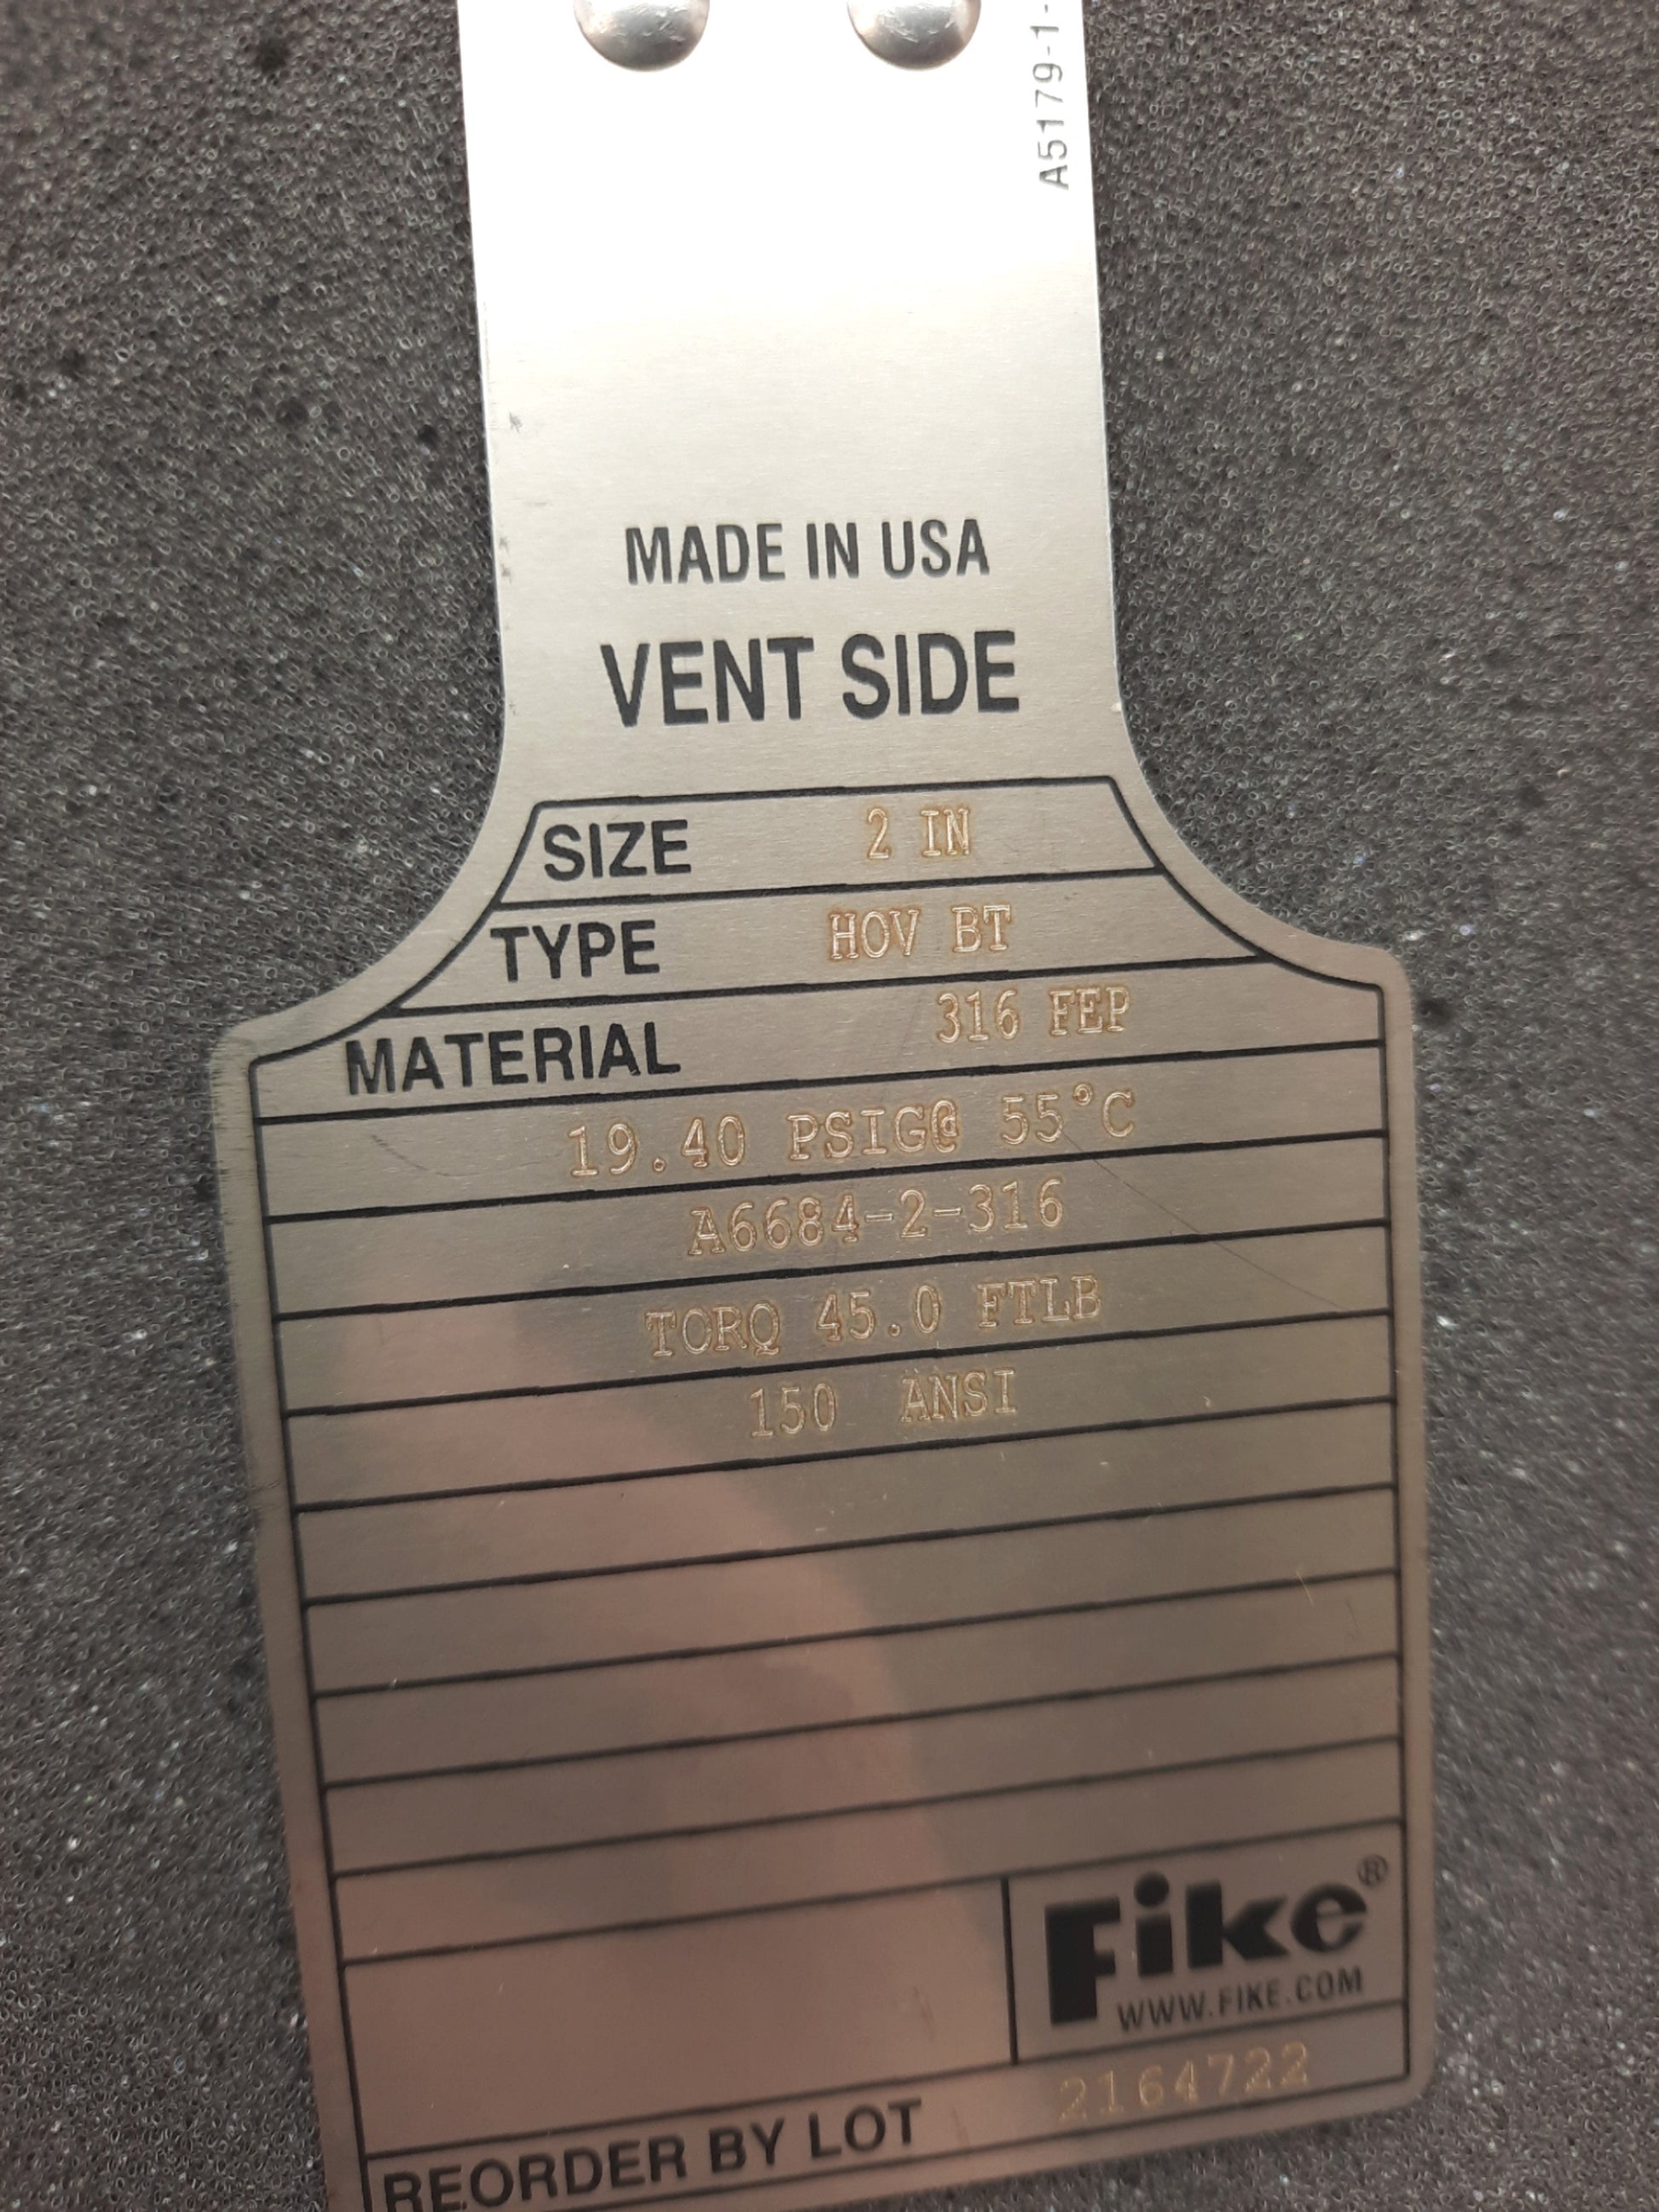 A5179-1-
MADE IN USA
VENT SIDE
SIZE 2 IN
TYPE HOV BT
MATERIAL 316 FEP
19.40 PSIG@ 55°C
A6684-2-316
TORQ 45.0 FTLB
150 ANSI
Fike®
WWW.FIKE.COM
REORDER BY LOT 2164722